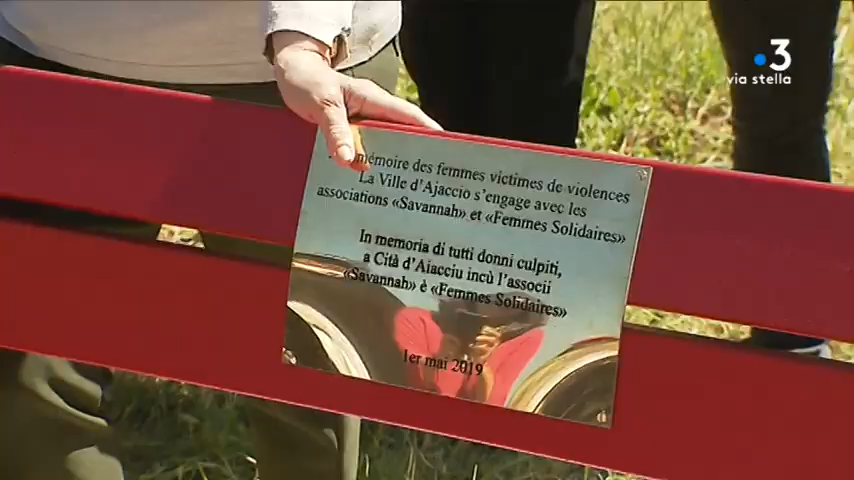 3
via stella
mémoire des femmes victimes de violences
La Ville d'Ajaccio s'engage avec les
associations «Savannah» et «Femmes Solidaires»
In memoria di tutti donni culpiti,
a Cità d'Aiacciu incù l'associi
«Savannah» è «Femmes Solidaires»
1er mai 2019